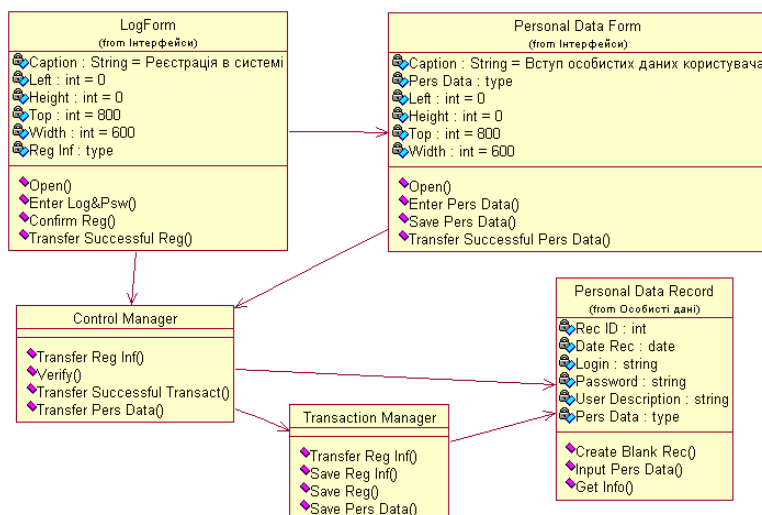 LogForm
(from Інтерфейси)
Caption : String = Реєстрація в системі
Left : int = 0
Height : int = 0
Top : int = 800
Width : int = 600
Reg Inf : type
Open()
Enter Log&Psw()
Confirm Reg()
Transfer Successful Reg()
Personal Data Form
(from Інтерфейси)
Caption : String = Вступ особистих даних користувача
Pers Data : type
Left : int = 0
Height : int = 0
Top : int = 800
Width : int = 600
Open()
Enter Pers Data()
Save Pers Data()
Transfer Successful Pers Data()
Control Manager
Transfer Reg Inf()
Verify()
Transfer Successful Transact()
Transfer Pers Data()
Transaction Manager
Transfer Reg Inf()
Save Reg Inf()
Save Reg()
Save Pers Data()
Personal Data Record
(from Особисті дані)
Rec ID : int
Date Rec : date
Login : string
Password : string
User Description : string
Pers Data : type
Create Blank Rec()
Input Pers Data()
Get Info()